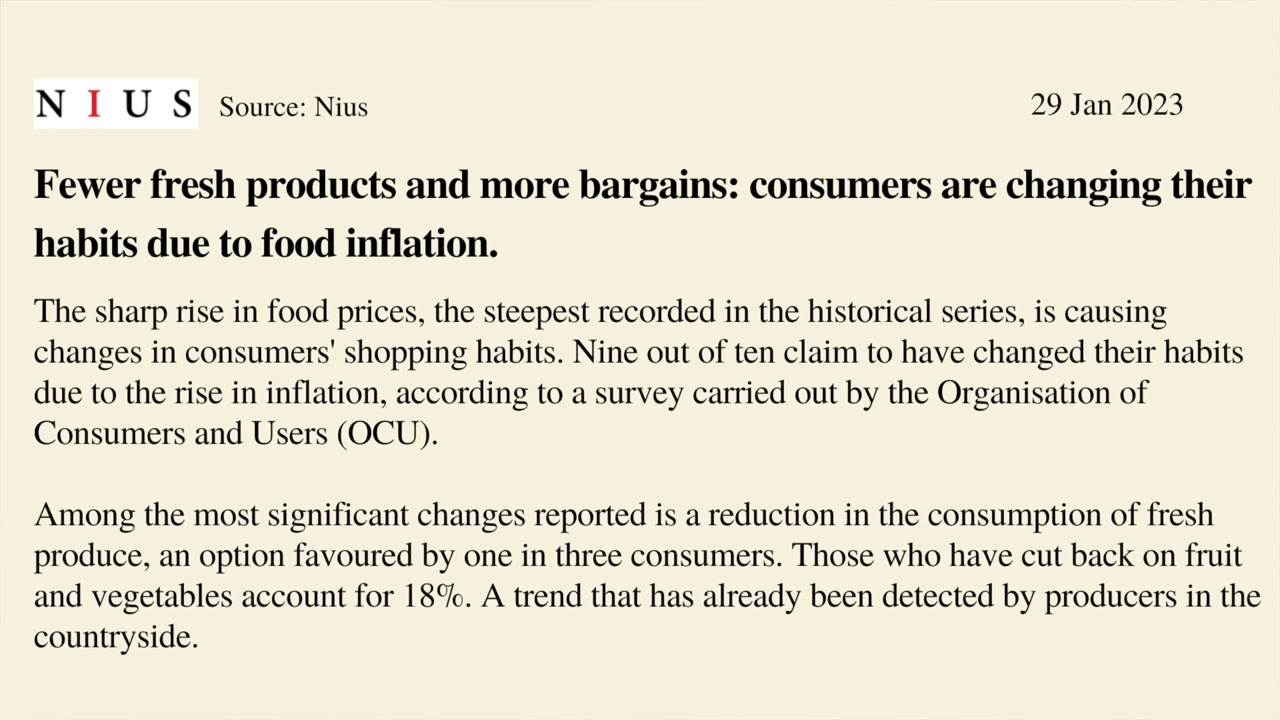 NIUS Source: Nius 29 Jan 2023
Fewer fresh products and more bargains: consumers are changing their
habits due to food inflation.
The sharp rise in food prices, the steepest recorded in the historical series, is causing
changes in consumers' shopping habits. Nine out of ten claim to have changed their habits
due to the rise in inflation, according to a survey carried out by the Organisation of
Consumers and Users (OCU).
Among the most significant changes reported is a reduction in the consumption of fresh
produce, an option favoured by one in three consumers. Those who have cut back on fruit
and vegetables account for 18%. A trend that has already been detected by producers in the
countryside.